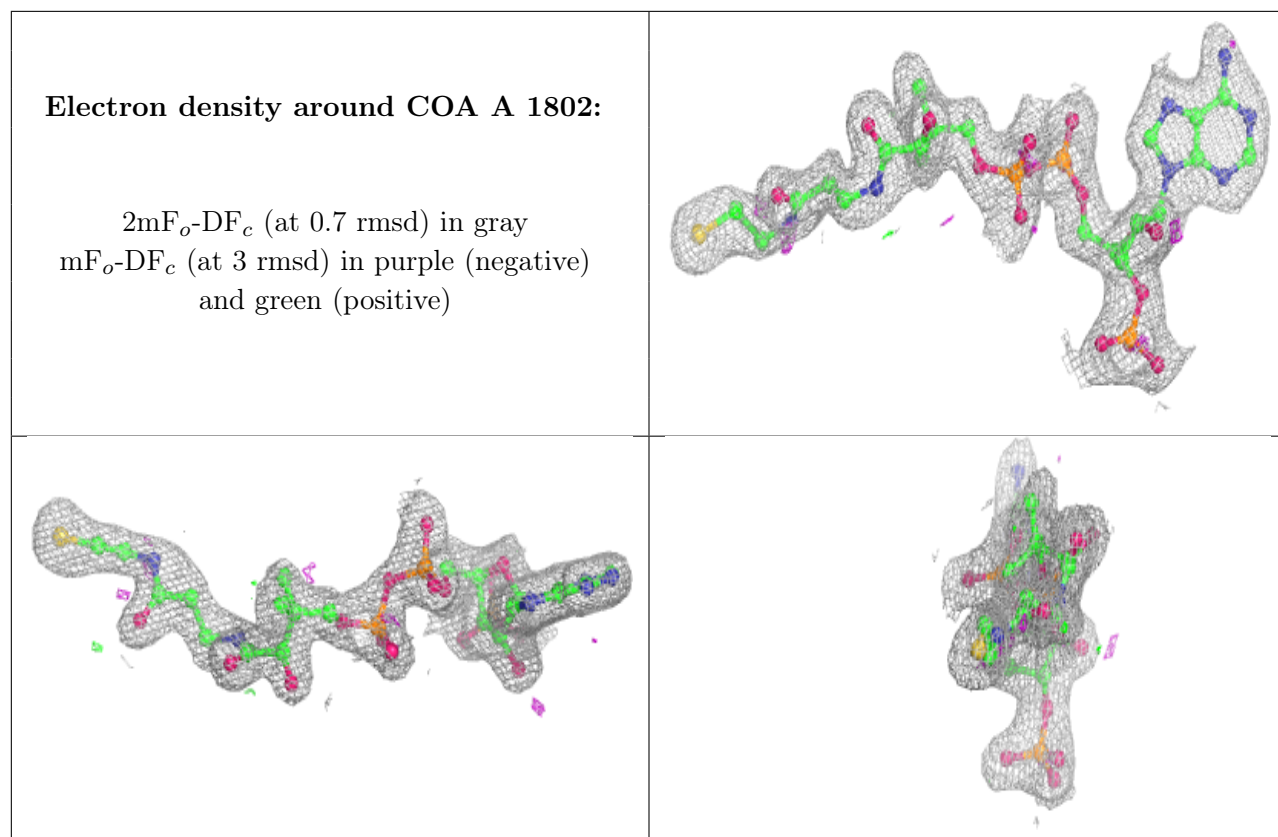 Electron density around COA A 1802:
2mFo-DFc (at 0.7 rmsd) in gray
mFo-DFc (at 3 rmsd) in purple (negative)
and green (positive)